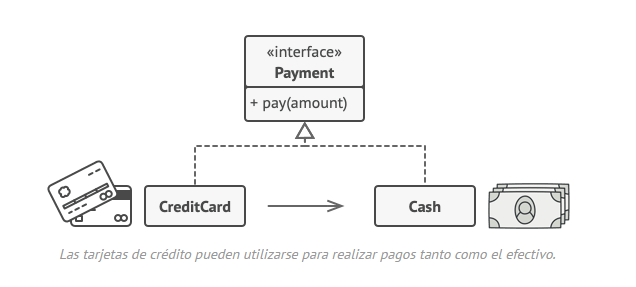 «interface»
Payment
+ pay(amount)
CreditCard
Cash
Las tarjetas de crédito pueden utilizarse para realizar pagos tanto como el efectivo.